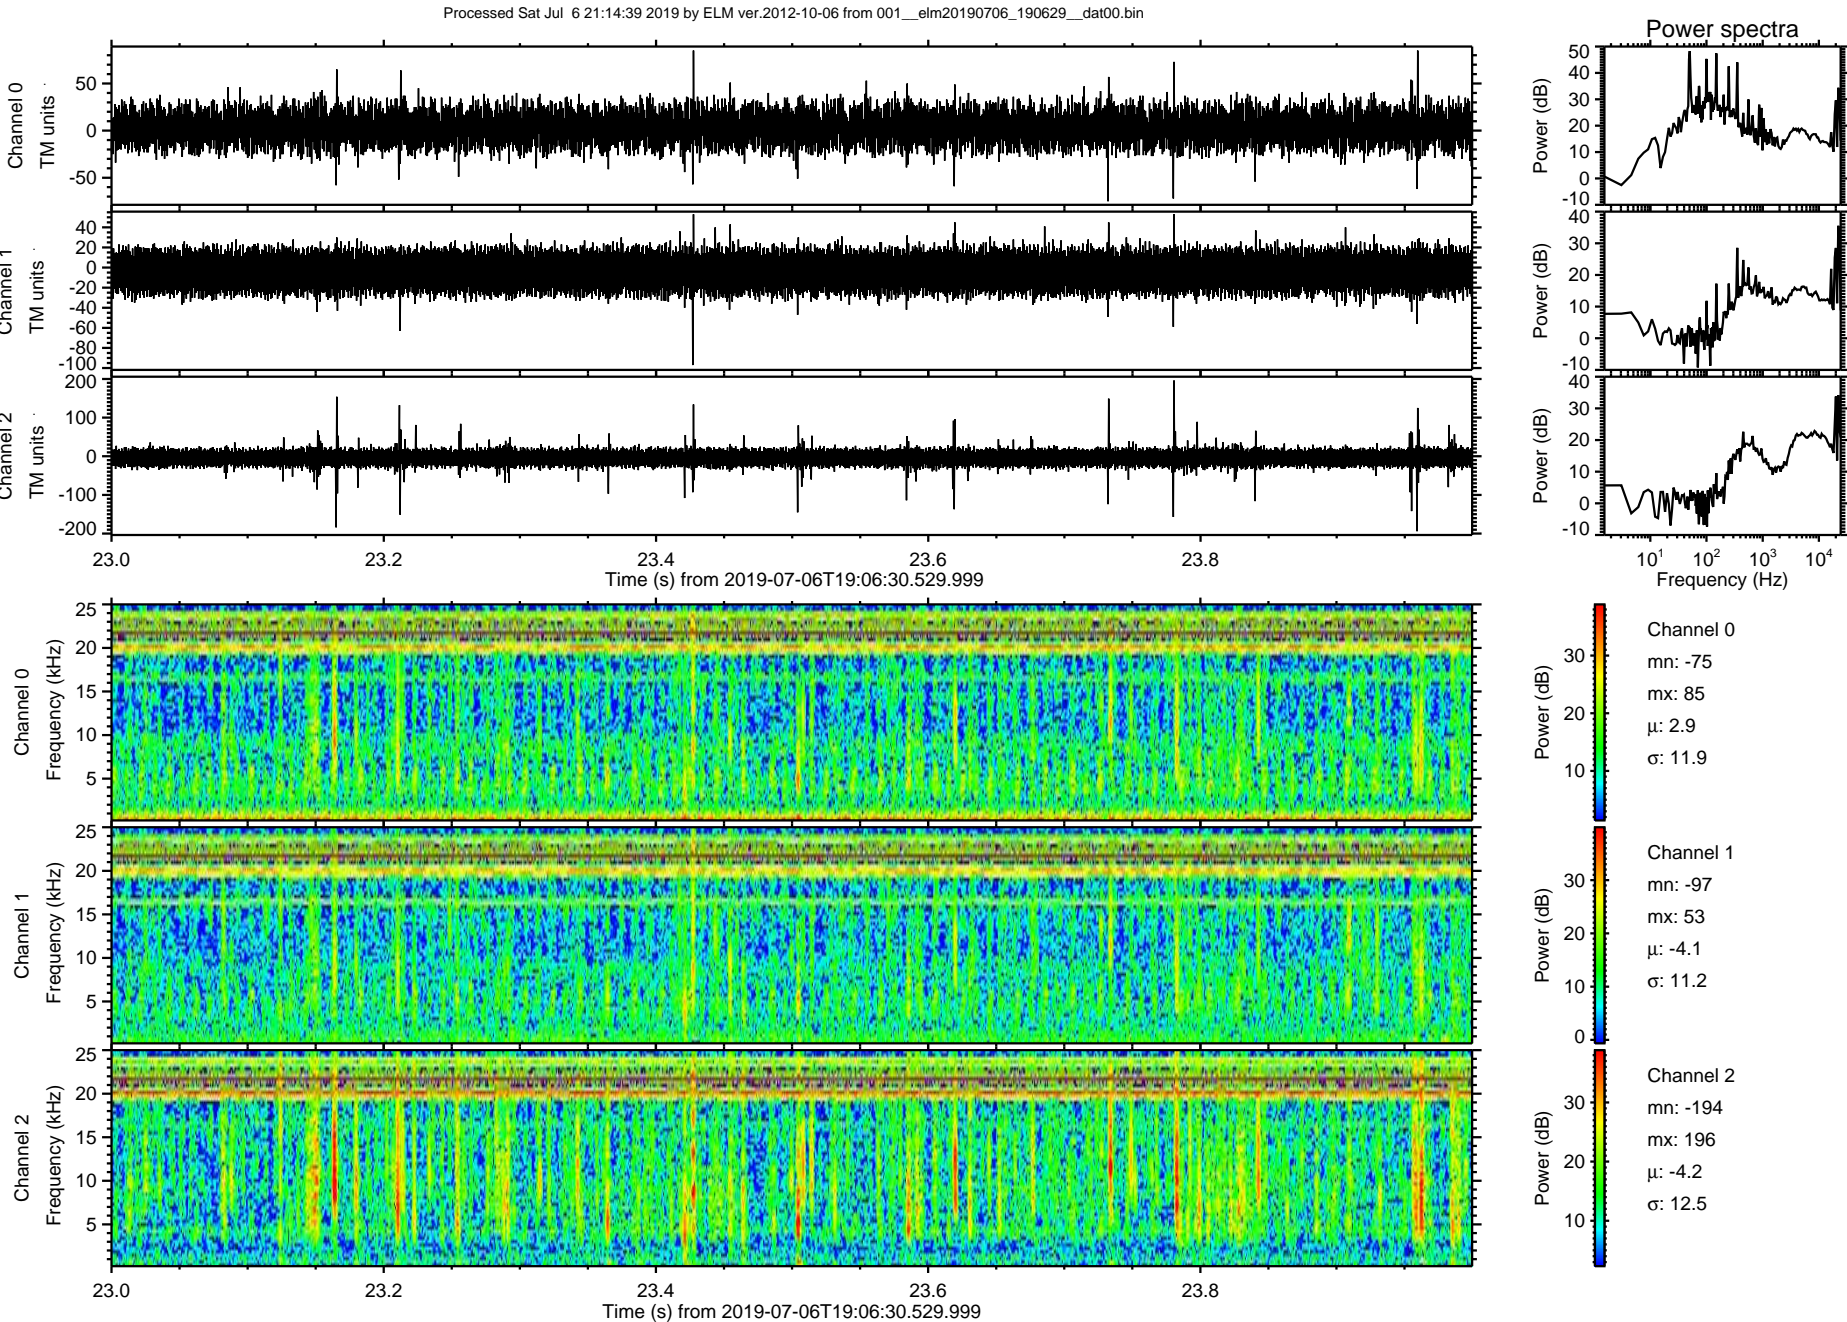 Processed Sat Jul 6 21:14:39 2019 by ELM ver.2012-10-06 from 001__elm20190706_190629__dat00.bin
Power spectra
Channel 0
TM units
50
0
-50
Power (dB)
50
40
30
20
10
0
-10
Channel 1
TM units
40
20
0
-20
-40
-60
-80
-100
Power (dB)
40
30
20
10
0
-10
Channel 2
TM units
200
100
0
-100
-200
Power (dB)
40
30
20
10
0
-10
23.0 23.2 23.4 23.6 23.8
Time (s) from 2019-07-06T19:06:30.529.999
10¹ 10² 10³ 10⁴
Frequency (Hz)
Channel 0
Frequency (kHz)
25
20
15
10
5
Power (dB)
30
20
10
Channel 0
mn: -75
mx: 85
μ: 2.9
σ: 11.9
Channel 1
Frequency (kHz)
25
20
15
10
5
Power (dB)
30
20
10
0
Channel 1
mn: -97
mx: 53
μ: -4.1
σ: 11.2
Channel 2
Frequency (kHz)
25
20
15
10
5
Power (dB)
30
20
10
Channel 2
mn: -194
mx: 196
μ: -4.2
σ: 12.5
23.0 23.2 23.4 23.6 23.8
Time (s) from 2019-07-06T19:06:30.529.999